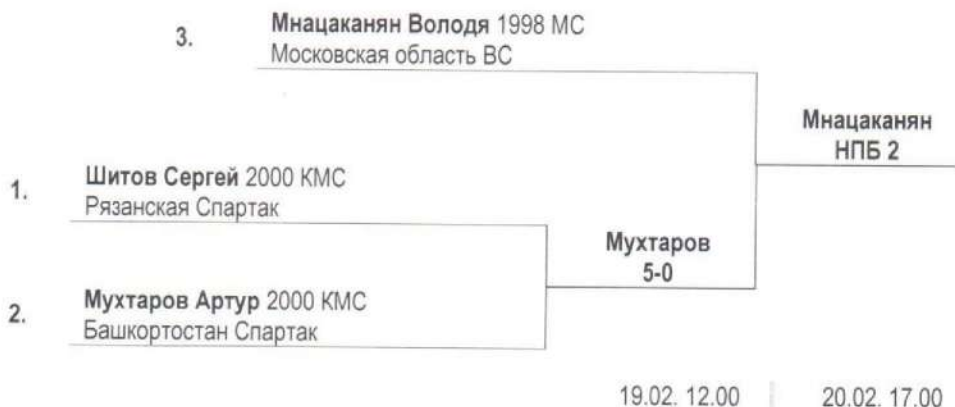 3.
Мнацаканян Володя 1998 МС
Московская область ВС
Мнацаканян
НПБ 2
1.
Шитов Сергей 2000 КМС
Рязанская Спартак
Мухтаров
5-0
2.
Мухтаров Артур 2000 КМС
Башкортостан Спартак
19.02. 12.00
20.02. 17.00